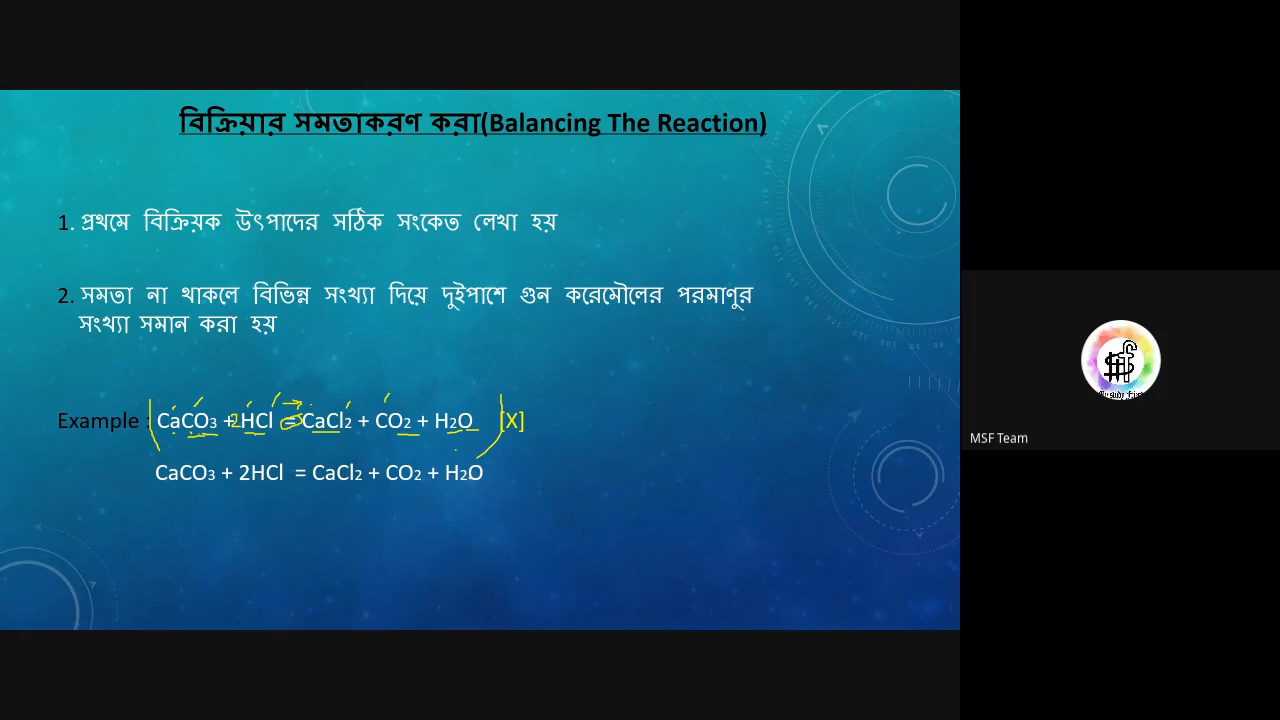 বিক্রিয়ার সমতাকরণ করা(Balancing The Reaction)
1. প্রথমে বিক্রিয়ক উৎপাদের সঠিক সংকেত লেখা হয়
2. সমতা না থাকলে বিভিন্ন সংখ্যা দিয়ে দুইপাশে গুন করেমৌলের পরমাণুর
সংখ্যা সমান করা হয়
Example : CaCO3 + 2HCl = CaCl2 + CO2 + H2O [X]
CaCO3 + 2HCl = CaCl2 + CO2 + H2O
MSF Team